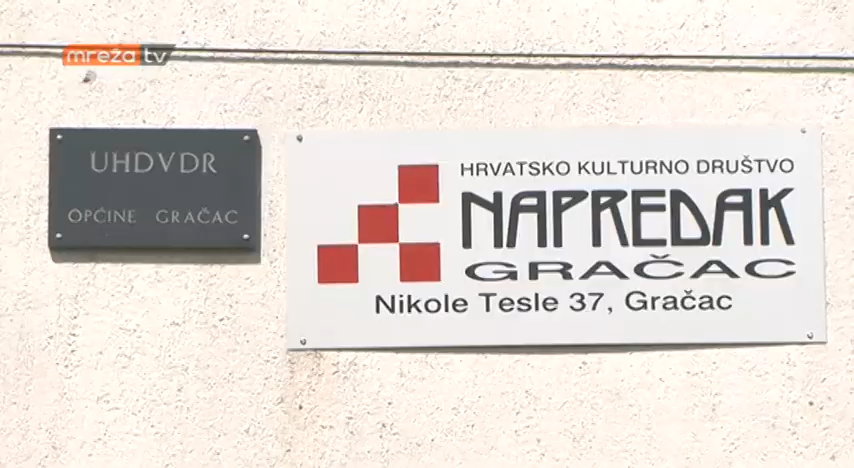 mreža tv
UHDVDR
OPĆINE GRAČAC
HRVATSKO KULTURNO DRUŠTVO
NAPREDAK
GRAČAC
Nikole Tesle 37, Gračac